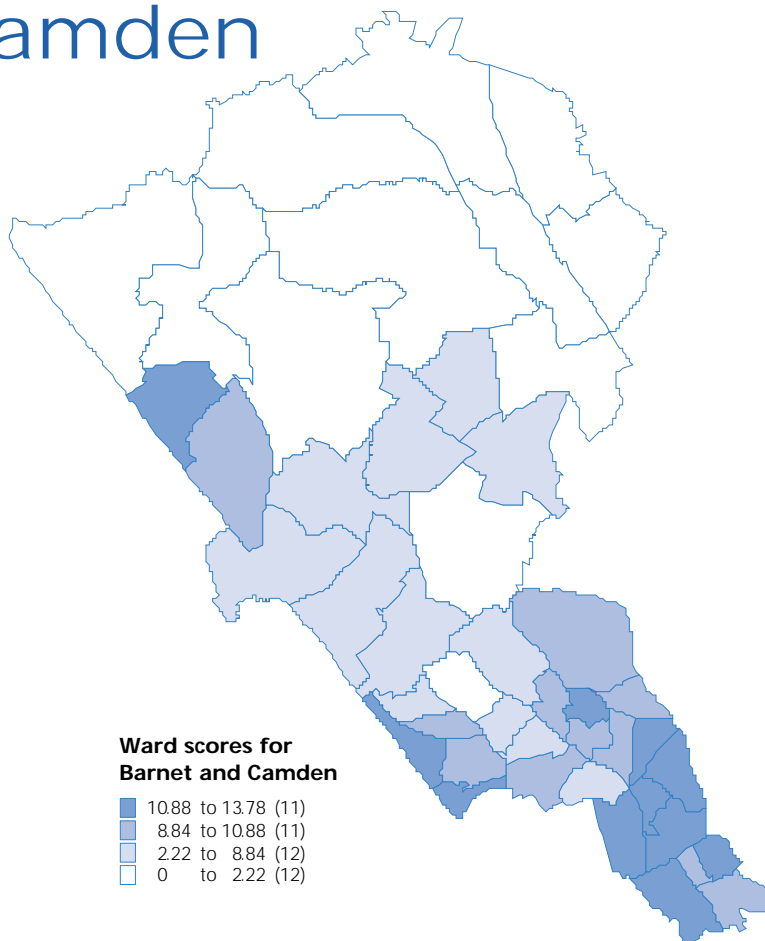 amden
Ward scores for
Barnet and Camden
10.88 to 13.78 (11)
8.84 to 10.88 (11)
2.22 to 8.84 (12)
0 to 2.22 (12)